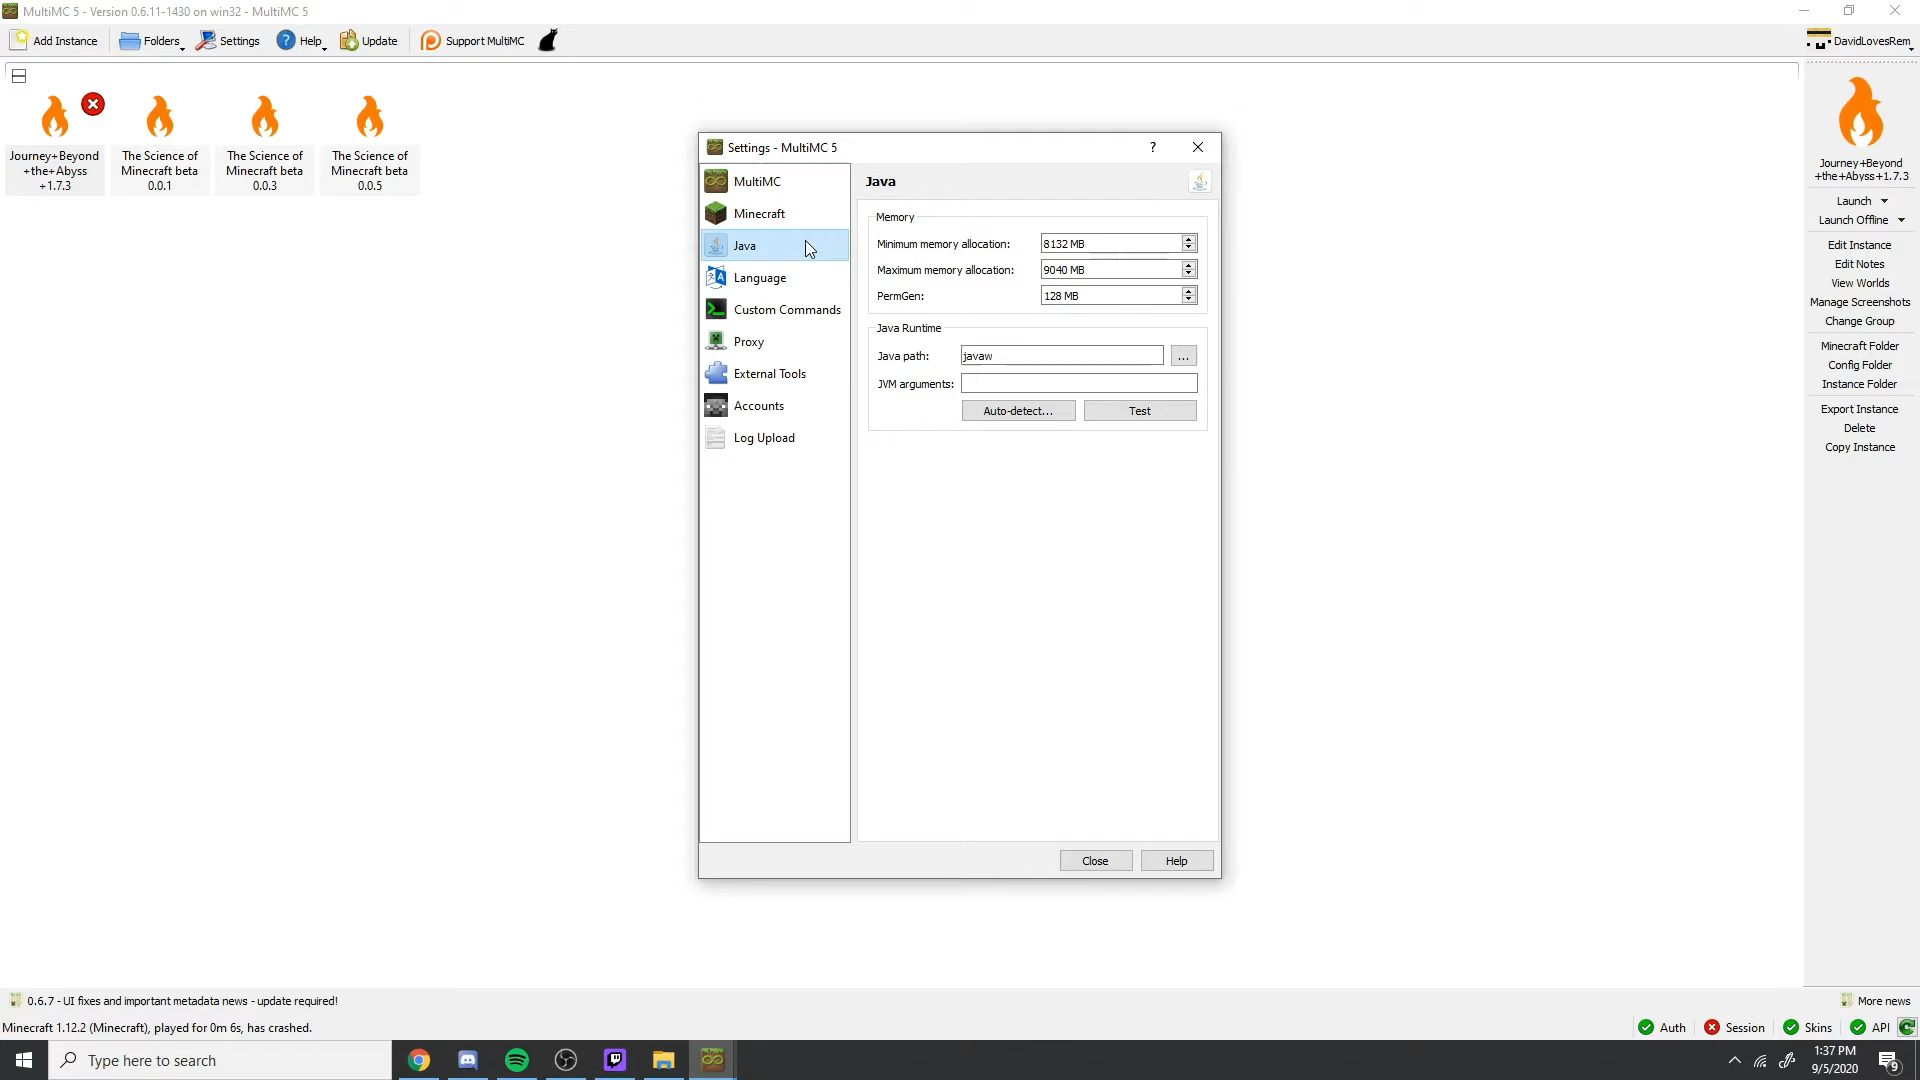 MultiMC 5 - Version 0.6.11-1430 on win32 - MultiMC 5
Add Instance Folders Settings Help Update Support MultiMC DavidLovesRem
Journey+Beyond
+the+Abyss
+1.7.3
The Science of
Minecraft beta
0.0.1
The Science of
Minecraft beta
0.0.3
The Science of
Minecraft beta
0.0.5
Settings - MultiMC 5
?
MultiMC
Minecraft
Java
Language
Custom Commands
Proxy
External Tools
Accounts
Log Upload
Java
Memory
Minimum memory allocation: 8132 MB
Maximum memory allocation: 9040 MB
PermGen: 128 MB
Java Runtime
Java path: javaw ...
JVM arguments:
Auto-detect... Test
Close Help
Journey+Beyond
+the+Abyss+1.7.3
Launch
Launch Offline
Edit Instance
Edit Notes
View Worlds
Manage Screenshots
Change Group
Minecraft Folder
Config Folder
Instance Folder
Export Instance
Delete
Copy Instance
0.6.7 - UI fixes and important metadata news - update required! More news
Minecraft 1.12.2 (Minecraft), played for 0m 6s, has crashed. Auth Session Skins API
Type here to search
1:37 PM
9/5/2020
9